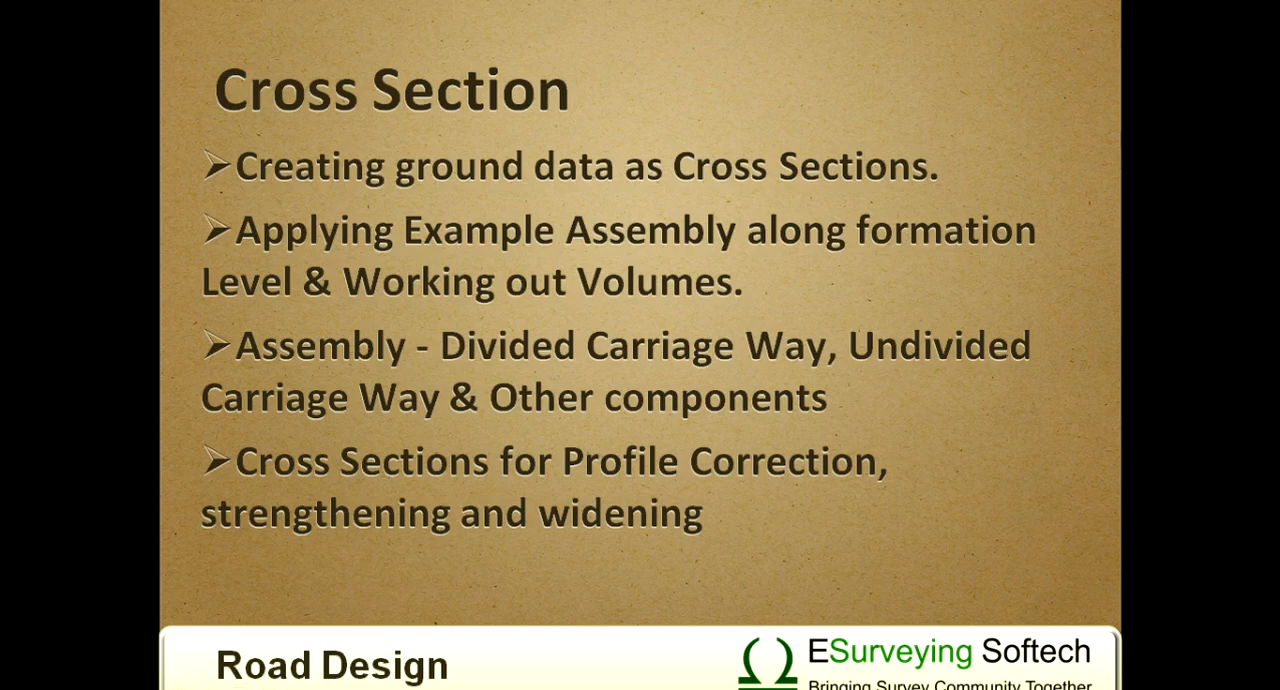 Cross Section
➢Creating ground data as Cross Sections.
➢Applying Example Assembly along formation
Level & Working out Volumes.
➢Assembly - Divided Carriage Way, Undivided
Carriage Way & Other components
➢Cross Sections for Profile Correction,
strengthening and widening
Road Design
ESurveying Softech
Bringing Survey Community Together